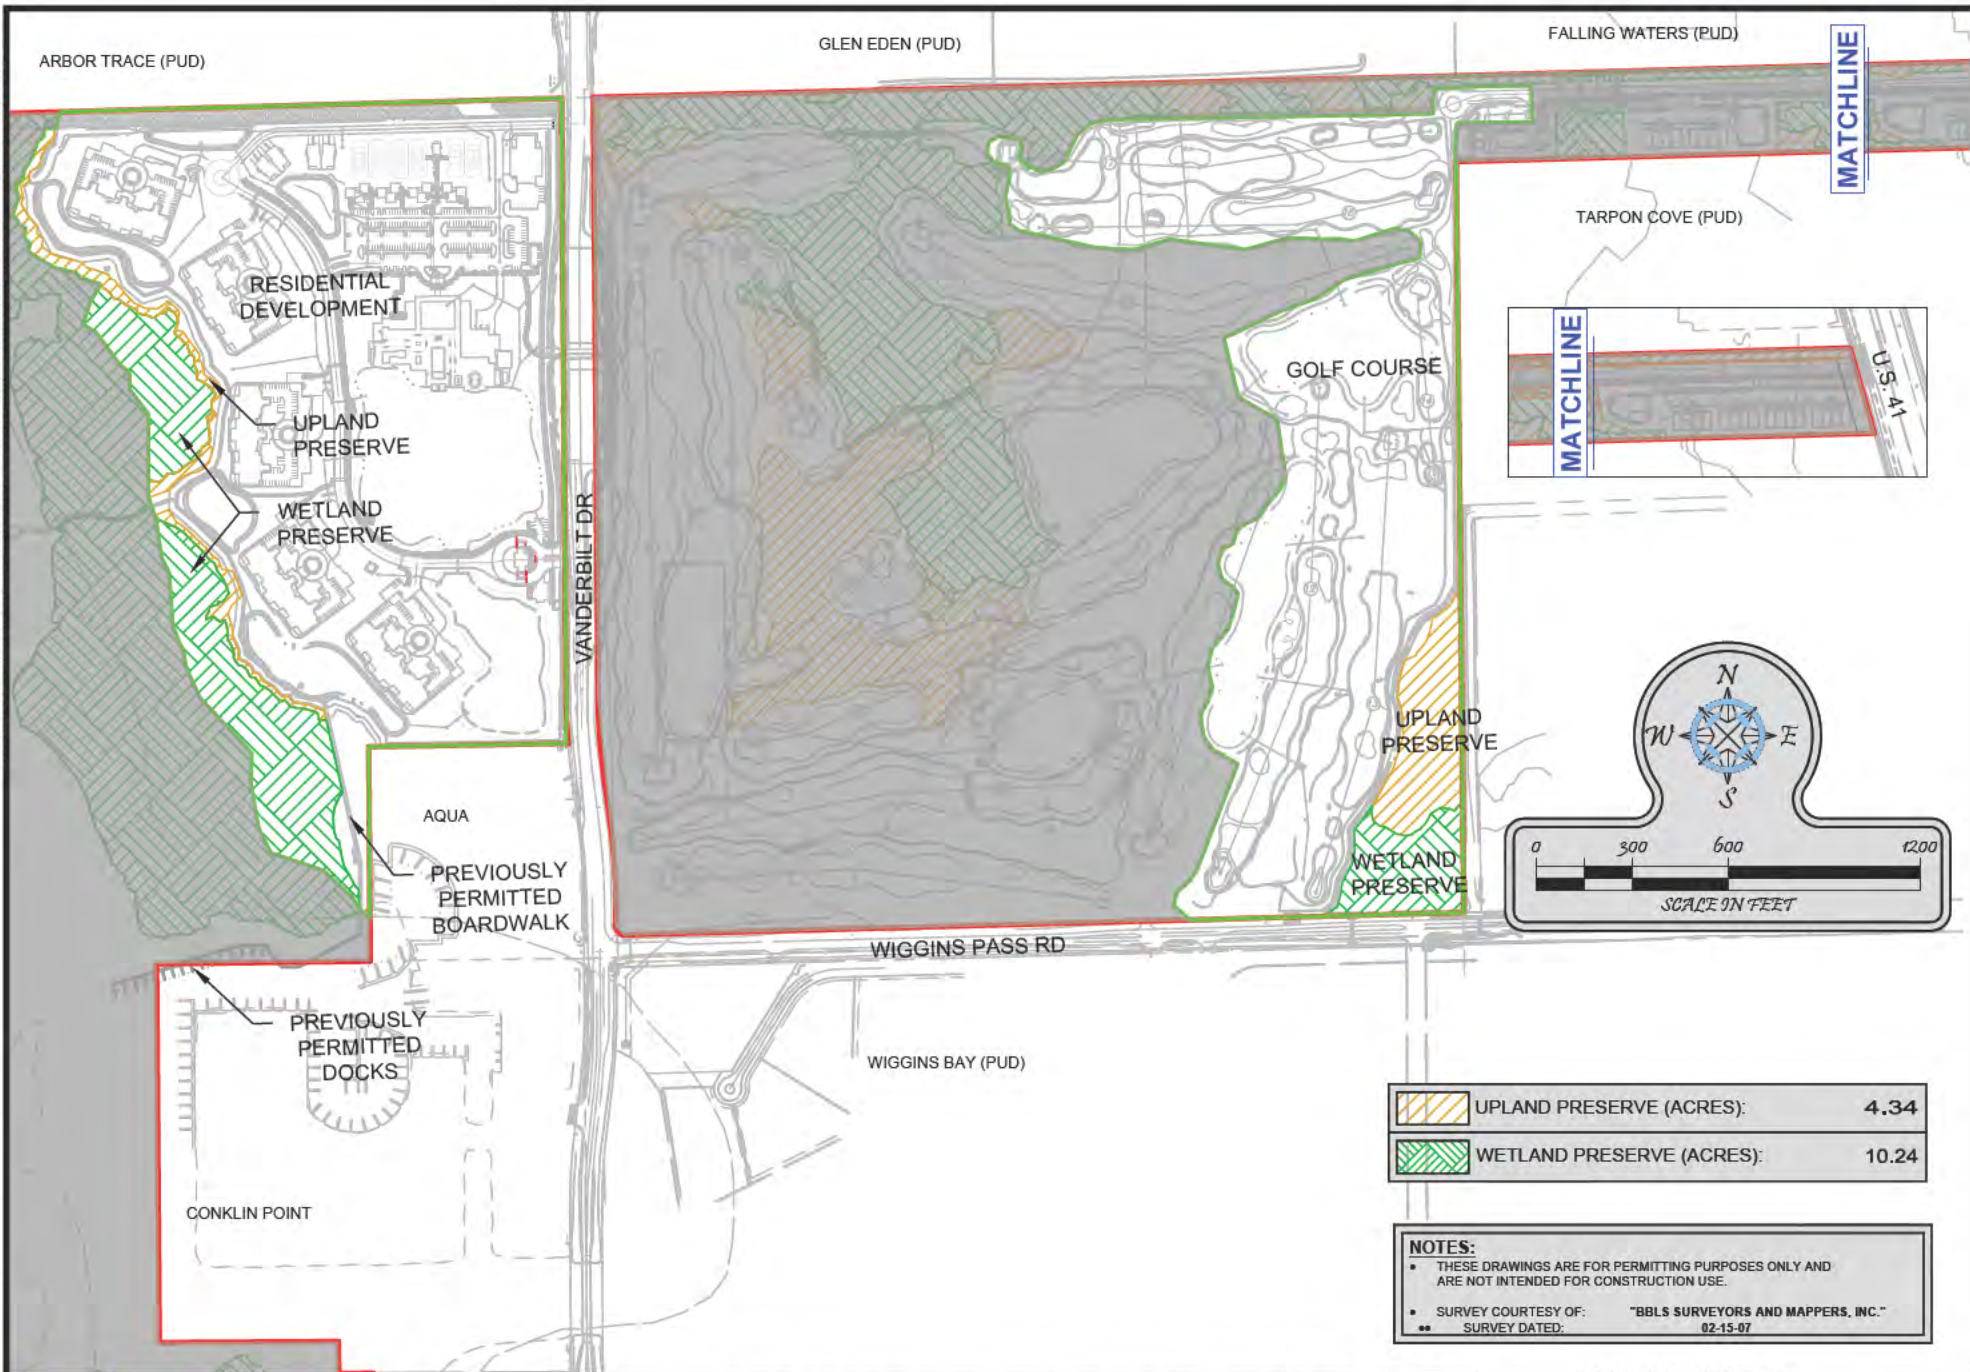 ARBOR TRACE (PUD)
GLEN EDEN (PUD)
FALLING WATERS (PUD)
MATCHLINE
TARPON COVE (PUD)
RESIDENTIAL
DEVELOPMENT
MATCHLINE
U.S. 41
GOLF COURSE
UPLAND
PRESERVE
WETLAND
PRESERVE
VANDERBILT DR
UPLAND
PRESERVE
N
W
E
S
AQUA
PREVIOUSLY
PERMITTED
BOARDWALK
WETLAND
PRESERVE
0 300 600 1200
SCALE IN FEET
WIGGINS PASS RD
PREVIOUSLY
PERMITTED
DOCKS
WIGGINS BAY (PUD)
CONKLIN POINT
UPLAND PRESERVE (ACRES): 4.34
WETLAND PRESERVE (ACRES): 10.24
NOTES:
• THESE DRAWINGS ARE FOR PERMITTING PURPOSES ONLY AND
ARE NOT INTENDED FOR CONSTRUCTION USE.
• SURVEY COURTESY OF: "BBLS SURVEYORS AND MAPPERS, INC."
•• SURVEY DATED: 02-15-07